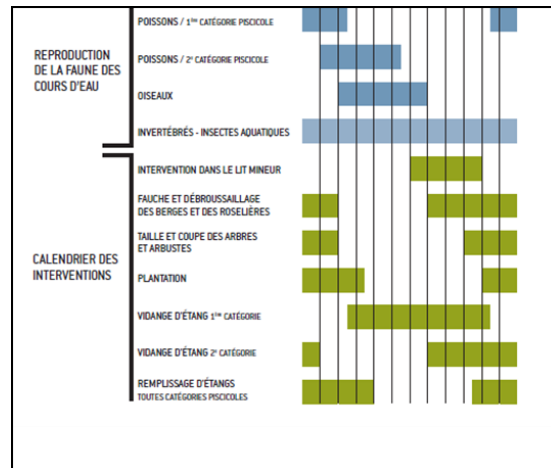 POISSONS / 1ÈRE CATÉGORIE PISCICOLE
REPRODUCTION
DE LA FAUNE DES
COURS D'EAU
POISSONS / 2E CATÉGORIE PISCICOLE
OISEAUX
INVERTÉBRÉS - INSECTES AQUATIQUES
INTERVENTION DANS LE LIT MINEUR
FAUCHE ET DÉBROUSSAILLAGE
DES BERGES ET DES ROSELIÈRES
TAILLE ET COUPE DES ARBRES
ET ARBUSTES
CALENDRIER DES
INTERVENTIONS
PLANTATION
VIDANGE D'ÉTANG 1ÈRE CATÉGORIE
VIDANGE D'ÉTANG 2E CATÉGORIE
REMPLISSAGE D'ÉTANGS
TOUTES CATÉGORIES PISCICOLES